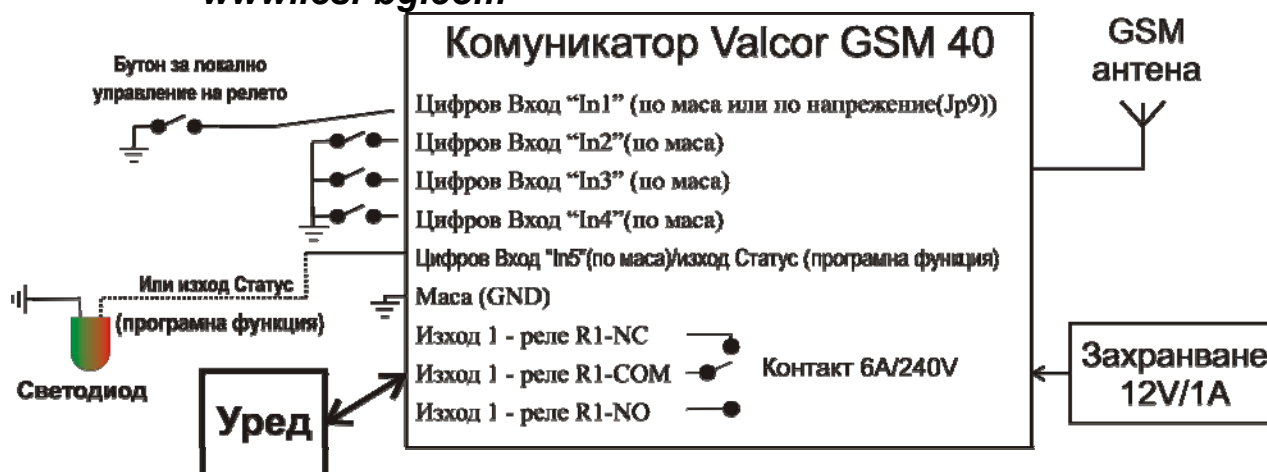 Комуникатор Valcor GSM 40
Бутон за локално
управление на релето
Цифров Вход “In1” (по маса или по напрежение(Jp9))
Цифров Вход “In2”(по маса)
Цифров Вход “In3” (по маса)
Цифров Вход “In4”(по маса)
Цифров Вход "In5"(по маса)/изход Статус (програмна функция)
Или изход Статус
(програмна функция)
Светодиод
Маса (GND)
Изход 1 - реле R1-NC
Изход 1 - реле R1-COM
Изход 1 - реле R1-NO
Контакт 6A/240V
Уред
GSM
антена
Захранване
12V/1A